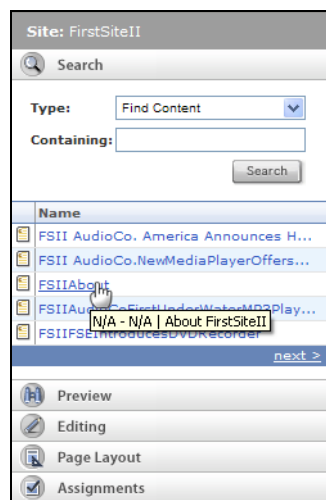 Site: FirstSiteII
Search
Type: Find Content
Containing:
Search
Name
FSII AudioCo. America Announces H...
FSII AudioCo.NewMediaPlayerOffers...
FSIIAbout
FSIIAudioCoFirstUnderWaterMP3Play...
N/A - N/A | About FirstSiteII
FSIIFSEIntroducesDVDRecorder
next >
Preview
Editing
Page Layout
Assignments